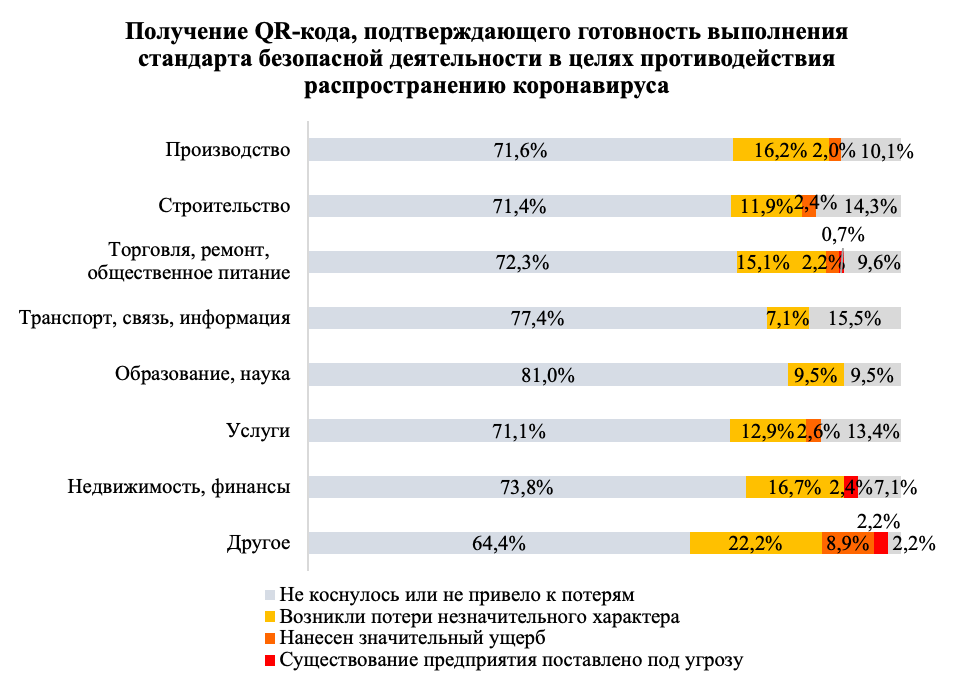 Получение QR-кода, подтверждающего готовность выполнения
стандарта безопасной деятельности в целях противодействия
распространению коронавируса
Производство 71,6% 16,2% 2,0% 10,1%
Строительство 71,4% 11,9% 2,4% 14,3%
0,7%
Торговля, ремонт,
общественное питание 72,3% 15,1% 2,2% 9,6%
Транспорт, связь, информация 77,4% 7,1% 15,5%
Образование, наука 81,0% 9,5% 9,5%
Услуги 71,1% 12,9% 2,6% 13,4%
Недвижимость, финансы 73,8% 16,7% 2,4% 7,1%
2,2%
Другое 64,4% 22,2% 8,9% 2,2%
Не коснулось или не привело к потерям
Возникли потери незначительного характера
Нанесен значительный ущерб
Существование предприятия поставлено под угрозу